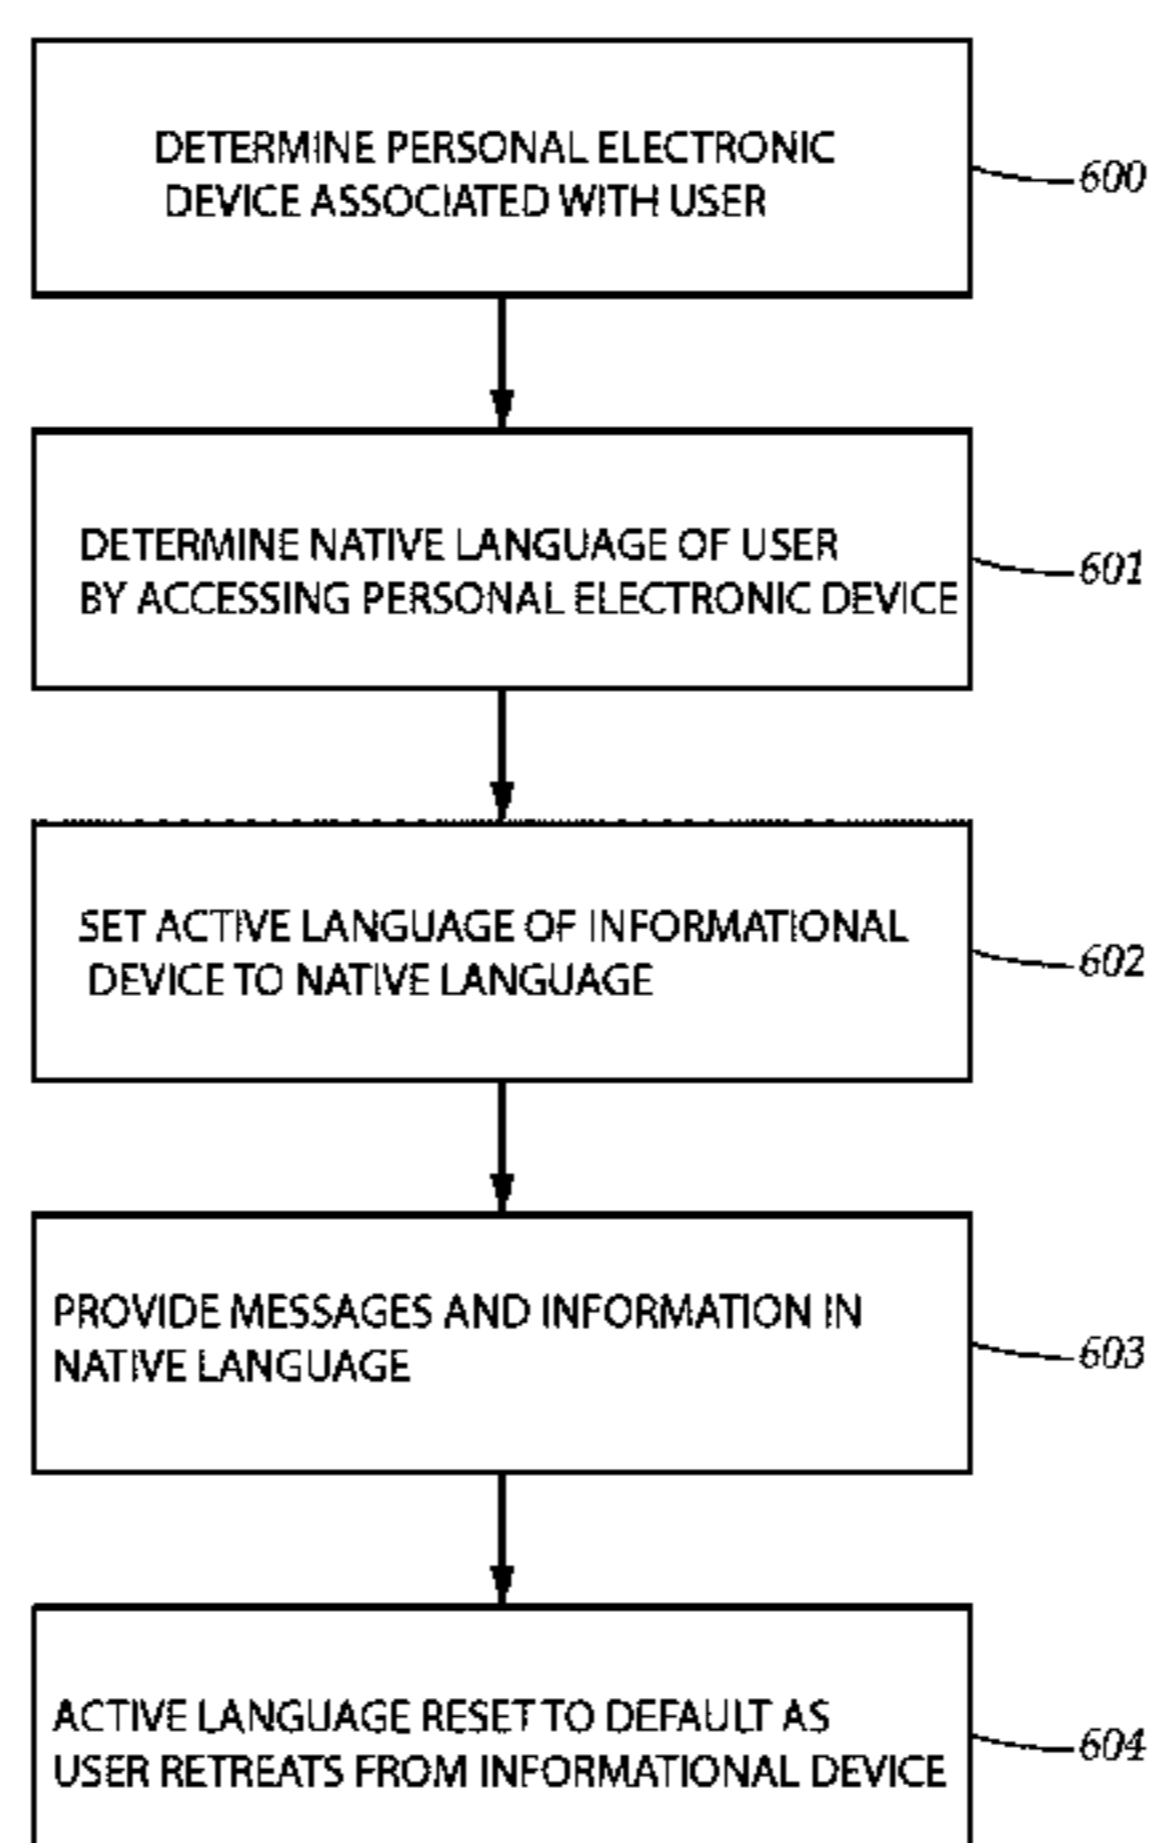 DETERMINE PERSONAL ELECTRONIC
DEVICE ASSOCIATED WITH USER
600
DETERMINE NATIVE LANGUAGE OF USER
BY ACCESSING PERSONAL ELECTRONIC DEVICE
601
SET ACTIVE LANGUAGE OF INFORMATIONAL
DEVICE TO NATIVE LANGUAGE
602
PROVIDE MESSAGES AND INFORMATION IN
NATIVE LANGUAGE
603
ACTIVE LANGUAGE RESET TO DEFAULT AS
USER RETREATS FROM INFORMATIONAL DEVICE
604